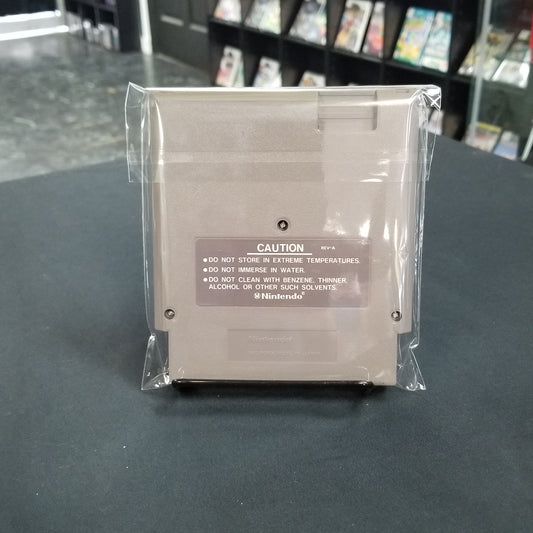 CAUTION REV-A
• DO NOT STORE IN EXTREME TEMPERATURES.
• DO NOT IMMERSE IN WATER.
• DO NOT CLEAN WITH BENZENE, THINNER,
ALCOHOL OR OTHER SUCH SOLVENTS.
Nintendo®
Nintendo